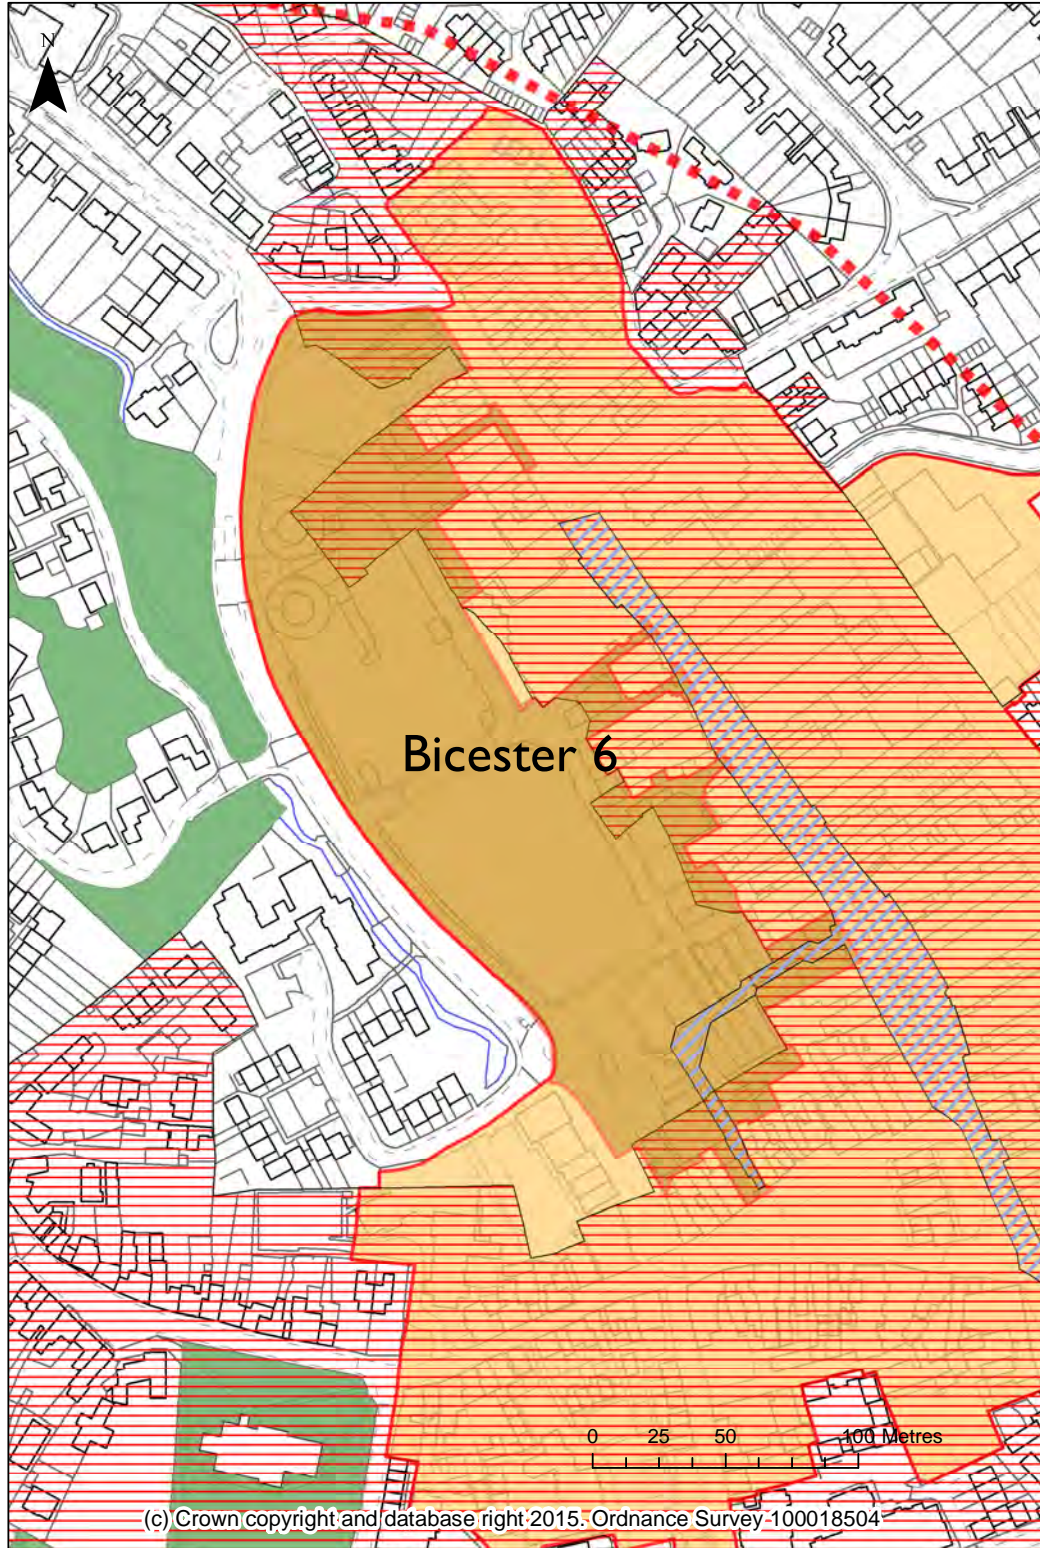 N
Bicester 6
0 25 50 100 Metres
(c) Crown copyright and database right 2015. Ordnance Survey 100018504